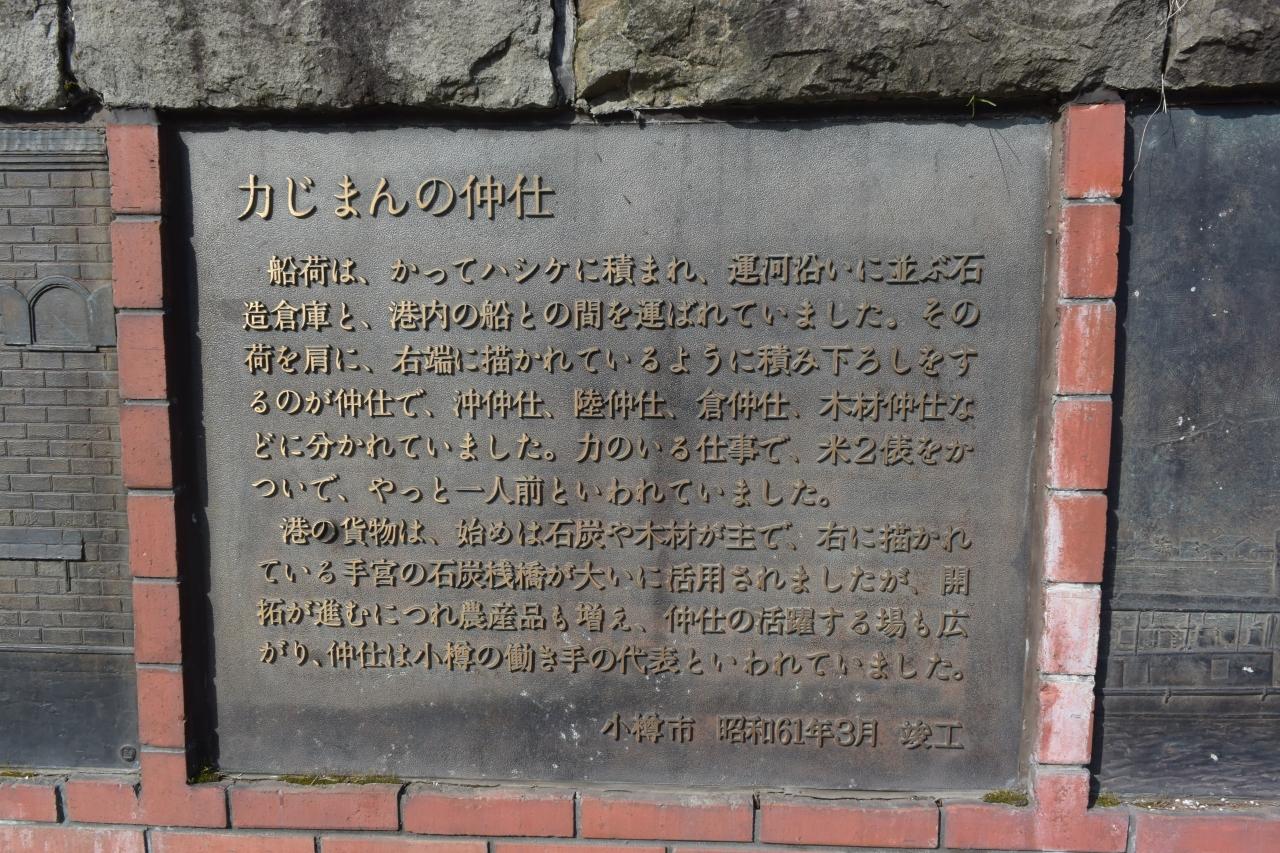 力じまんの仲仕
船荷は、かってハシケに積まれ、運河沿いに並ぶ石
造倉庫と、港内の船との間を運ばれていました。その
荷を肩に、右端に描かれているように積み下ろしをす
るのが仲仕で、沖仲仕、陸仲仕、倉仲仕、木材仲仕な
どに分かれていました。力のいる仕事で、米2俵をか
ついで、やっと一人前といわれていました。
港の貨物は、始めは石炭や木材が主で、右に描かれ
ている手宮の石炭桟橋が大いに活用されましたが、開
拓が進むにつれ農産品も増え、仲仕の活躍する場も広
がり、仲仕は小樽の働き手の代表といわれていました。
小樽市 昭和61年3月 竣工